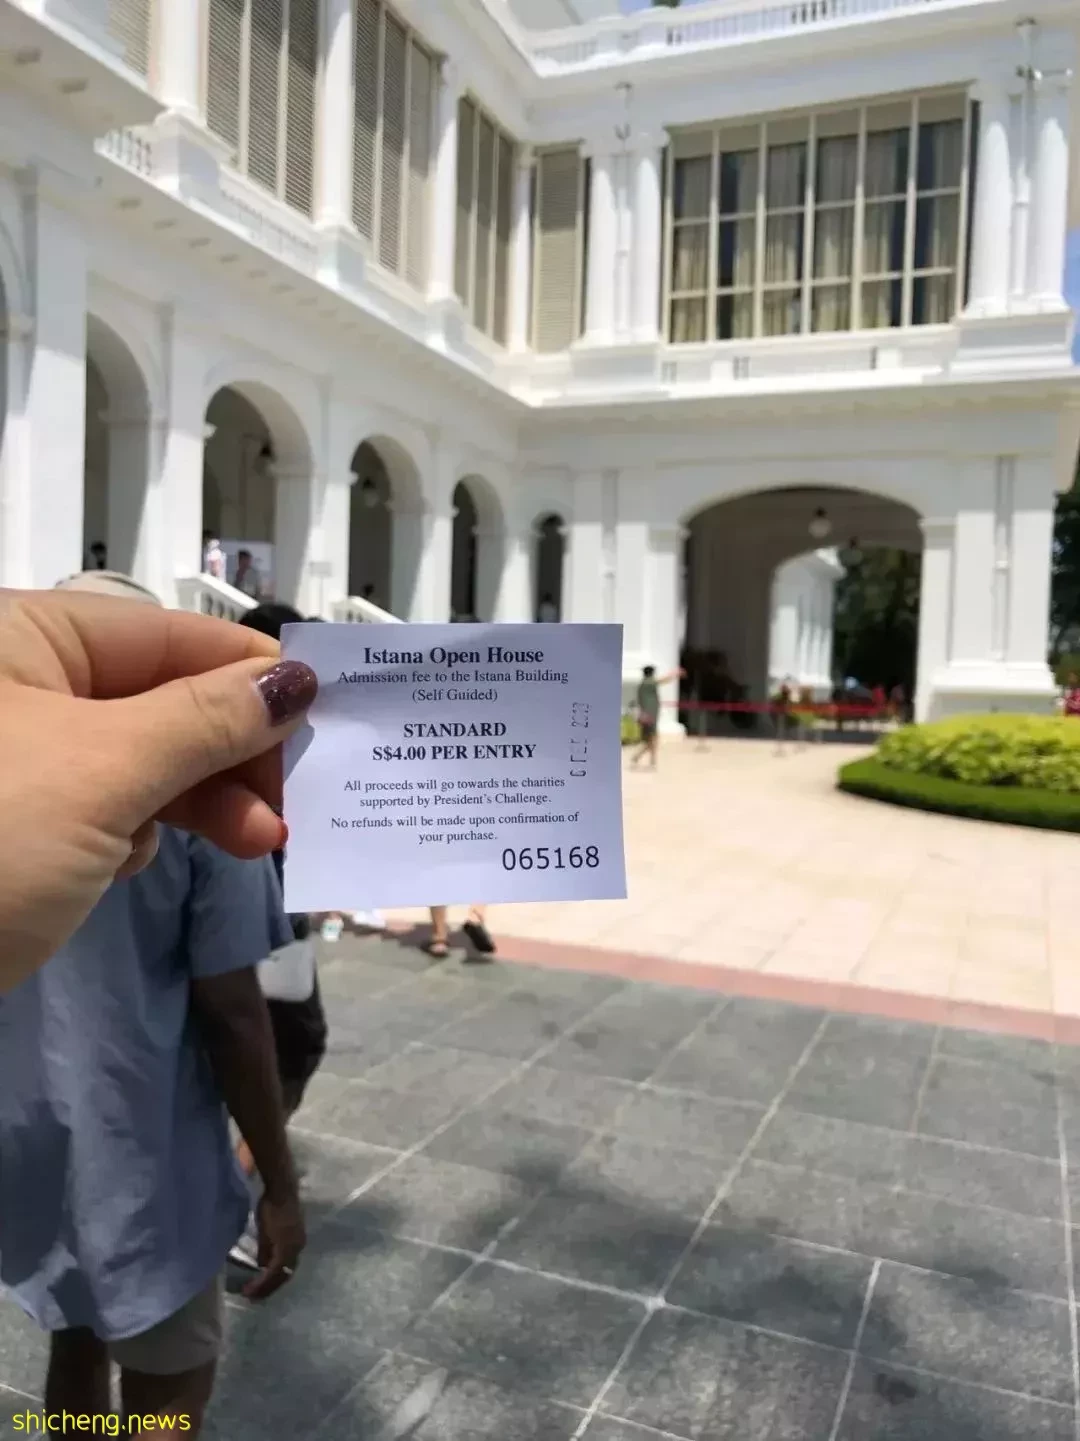 Istana Open House
Admission fee to the Istana Building
(Self Guided)
STANDARD
S$4.00 PER ENTRY
All proceeds will go towards the charities
supported by President's Challenge.
No refunds will be made upon confirmation of
your purchase.
065168
shicheng.news